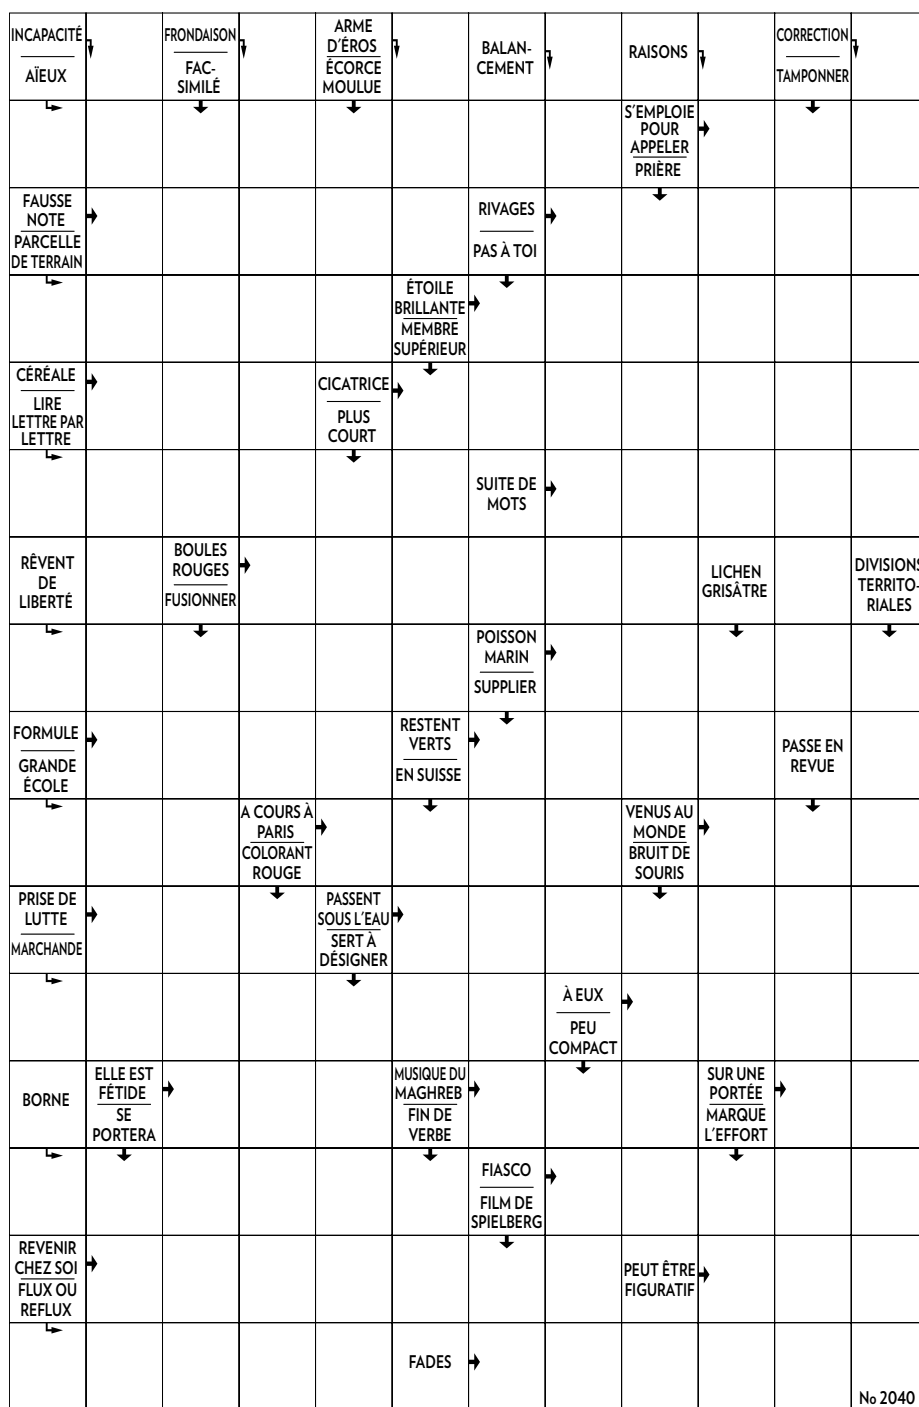 INCAPACITÉ
AÏEUX
FRONDAISON
FAC-
SIMILÉ
ARME
D'ÉROS
ÉCORCE
MOULUE
BALAN-
CEMENT
RAISONS
CORRECTION
TAMPONNER
S'EMPLOIE
POUR
APPELER
PRIÈRE
FAUSSE
NOTE
PARCELLE
DE TERRAIN
RIVAGES
PAS À TOI
ÉTOILE
BRILLANTE
MEMBRE
SUPÉRIEUR
CÉRÉALE
LIRE
LETTRE PAR
LETTRE
CICATRICE
PLUS
COURT
SUITE DE
MOTS
RÊVENT
DE
LIBERTÉ
BOULES
ROUGES
FUSIONNER
LICHEN
GRISÂTRE
DIVISIONS
TERRITO-
RIALES
POISSON
MARIN
SUPPLIER
FORMULE
GRANDE
ÉCOLE
RESTENT
VERTS
EN SUISSE
PASSE EN
REVUE
A COURS À
PARIS
COLORANT
ROUGE
VENUS AU
MONDE
BRUIT DE
SOURIS
PRISE DE
LUTTE
MARCHANDE
PASSENT
SOUS L'EAU
SERT À
DÉSIGNER
À EUX
PEU
COMPACT
BORNE
ELLE EST
FÉTIDE
SE
PORTERA
MUSIQUE DU
MAGHREB
FIN DE
VERBE
SUR UNE
PORTÉE
MARQUE
L'EFFORT
FIASCO
FILM DE
SPIELBERG
REVENIR
CHEZ SOI
FLUX OU
REFLUX
PEUT ÊTRE
FIGURATIF
FADES
No 2040